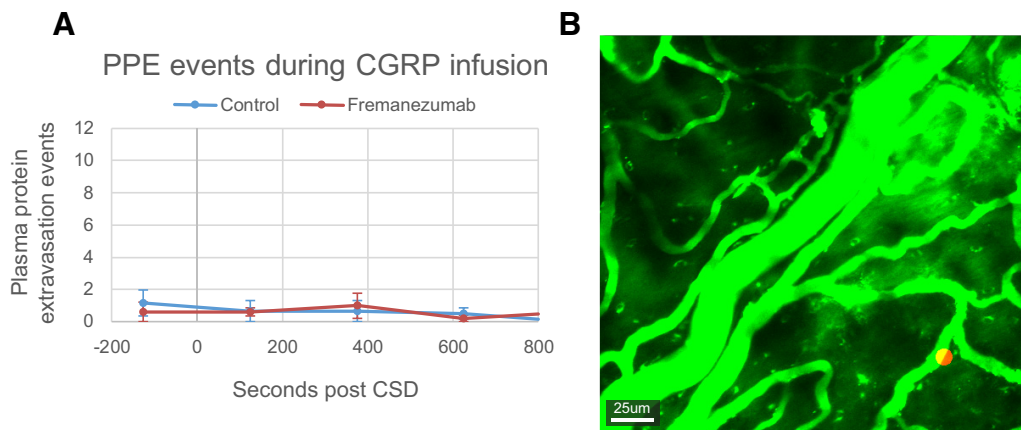 A
PPE events during CGRP infusion
Control
Fremanezumab
12
10
8
6
4
2
0
-200 0 200 400 600 800
Plasma protein
extravasation events
Seconds post CSD
B
25um